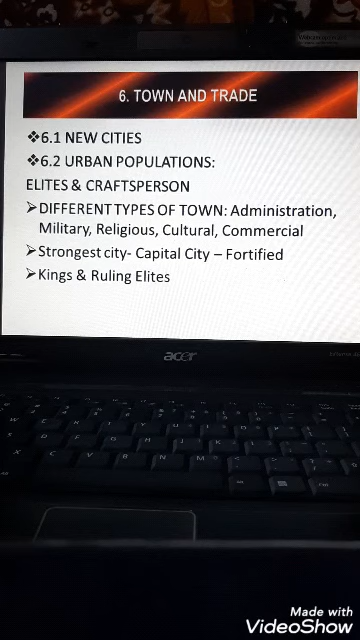 6. TOWN AND TRADE
❖6.1 NEW CITIES
❖6.2 URBAN POPULATIONS:
ELITES & CRAFTSPERSON
➢DIFFERENT TYPES OF TOWN: Administration,
Military, Religious, Cultural, Commercial
➢Strongest city- Capital City – Fortified
➢Kings & Ruling Elites
acer
Made with
VideoShow